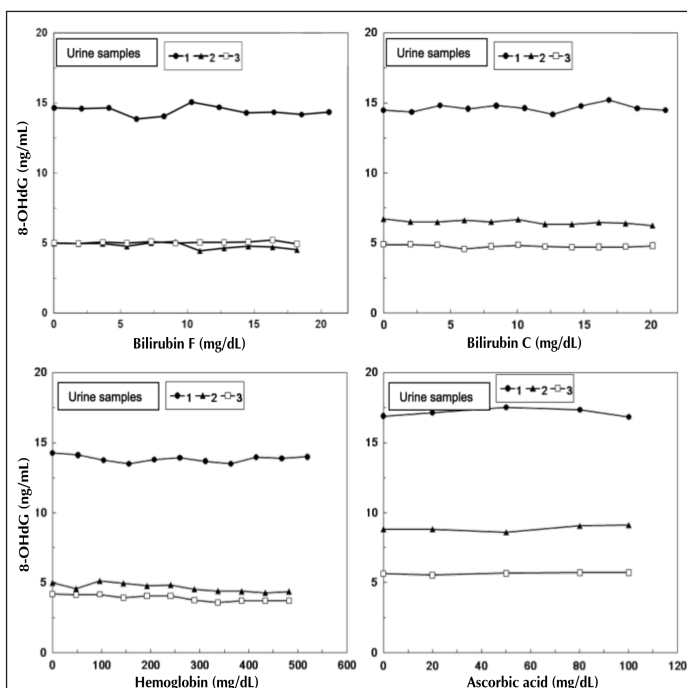 20
15
10
5
0
8-OHdG (ng/mL)
Urine samples
1 2 3
0 5 10 15 20
Bilirubin F (mg/dL)
20
15
10
5
0
Urine samples
1 2 3
0 5 10 15 20
Bilirubin C (mg/dL)
20
15
10
5
0
8-OHdG (ng/mL)
Urine samples
1 2 3
0 100 200 300 400 500 600
Hemoglobin (mg/dL)
20
15
10
5
0
Urine samples
1 2 3
0 20 40 60 80 100 120
Ascorbic acid (mg/dL)